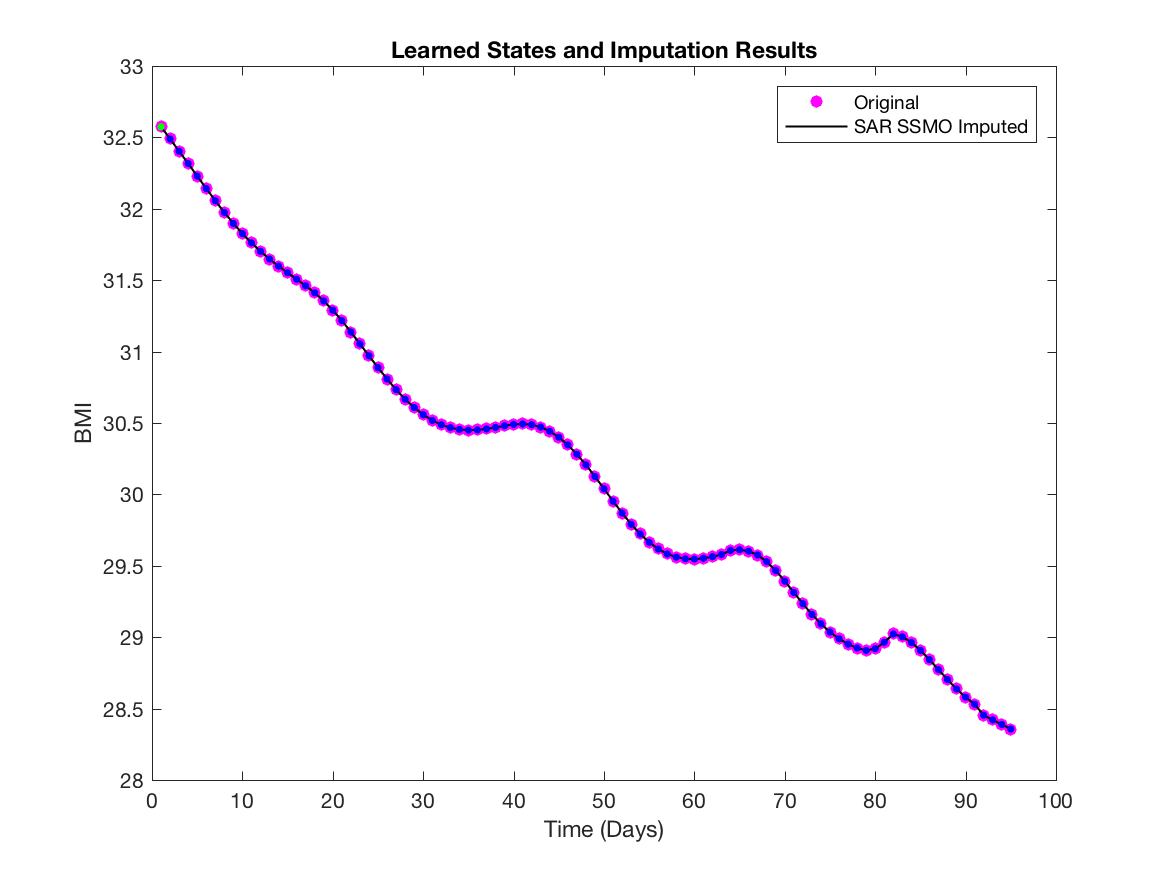 Learned States and Imputation Results
33
32.5
32
31.5
31
30.5
30
29.5
29
28.5
28
BMI
Original
SAR SSMO Imputed
0 10 20 30 40 50 60 70 80 90 100
Time (Days)